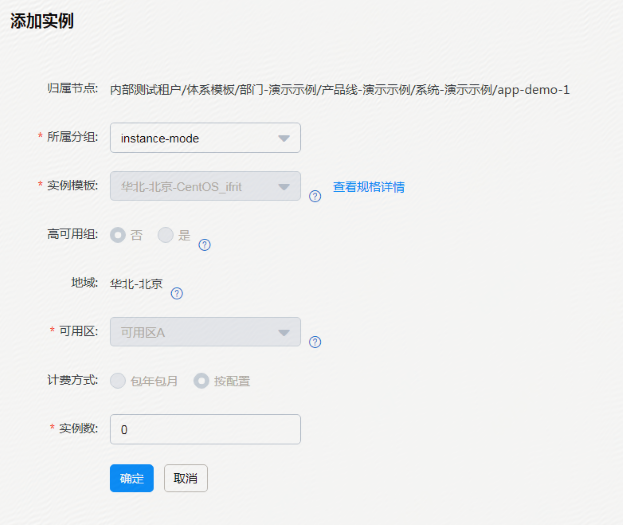 添加实例
归属节点: 内部测试租户/体系模板/部门-演示示例/产品线-演示示例/系统-演示示例/app-demo-1
* 所属分组: instance-mode
* 实例模板: 华北-北京-CentOS_ifrit ? 查看规格详情
高可用组: 否 是 ?
地域: 华北-北京 ?
* 可用区: 可用区A ?
计费方式: 包年包月 按配置
* 实例数: 0
确定 取消